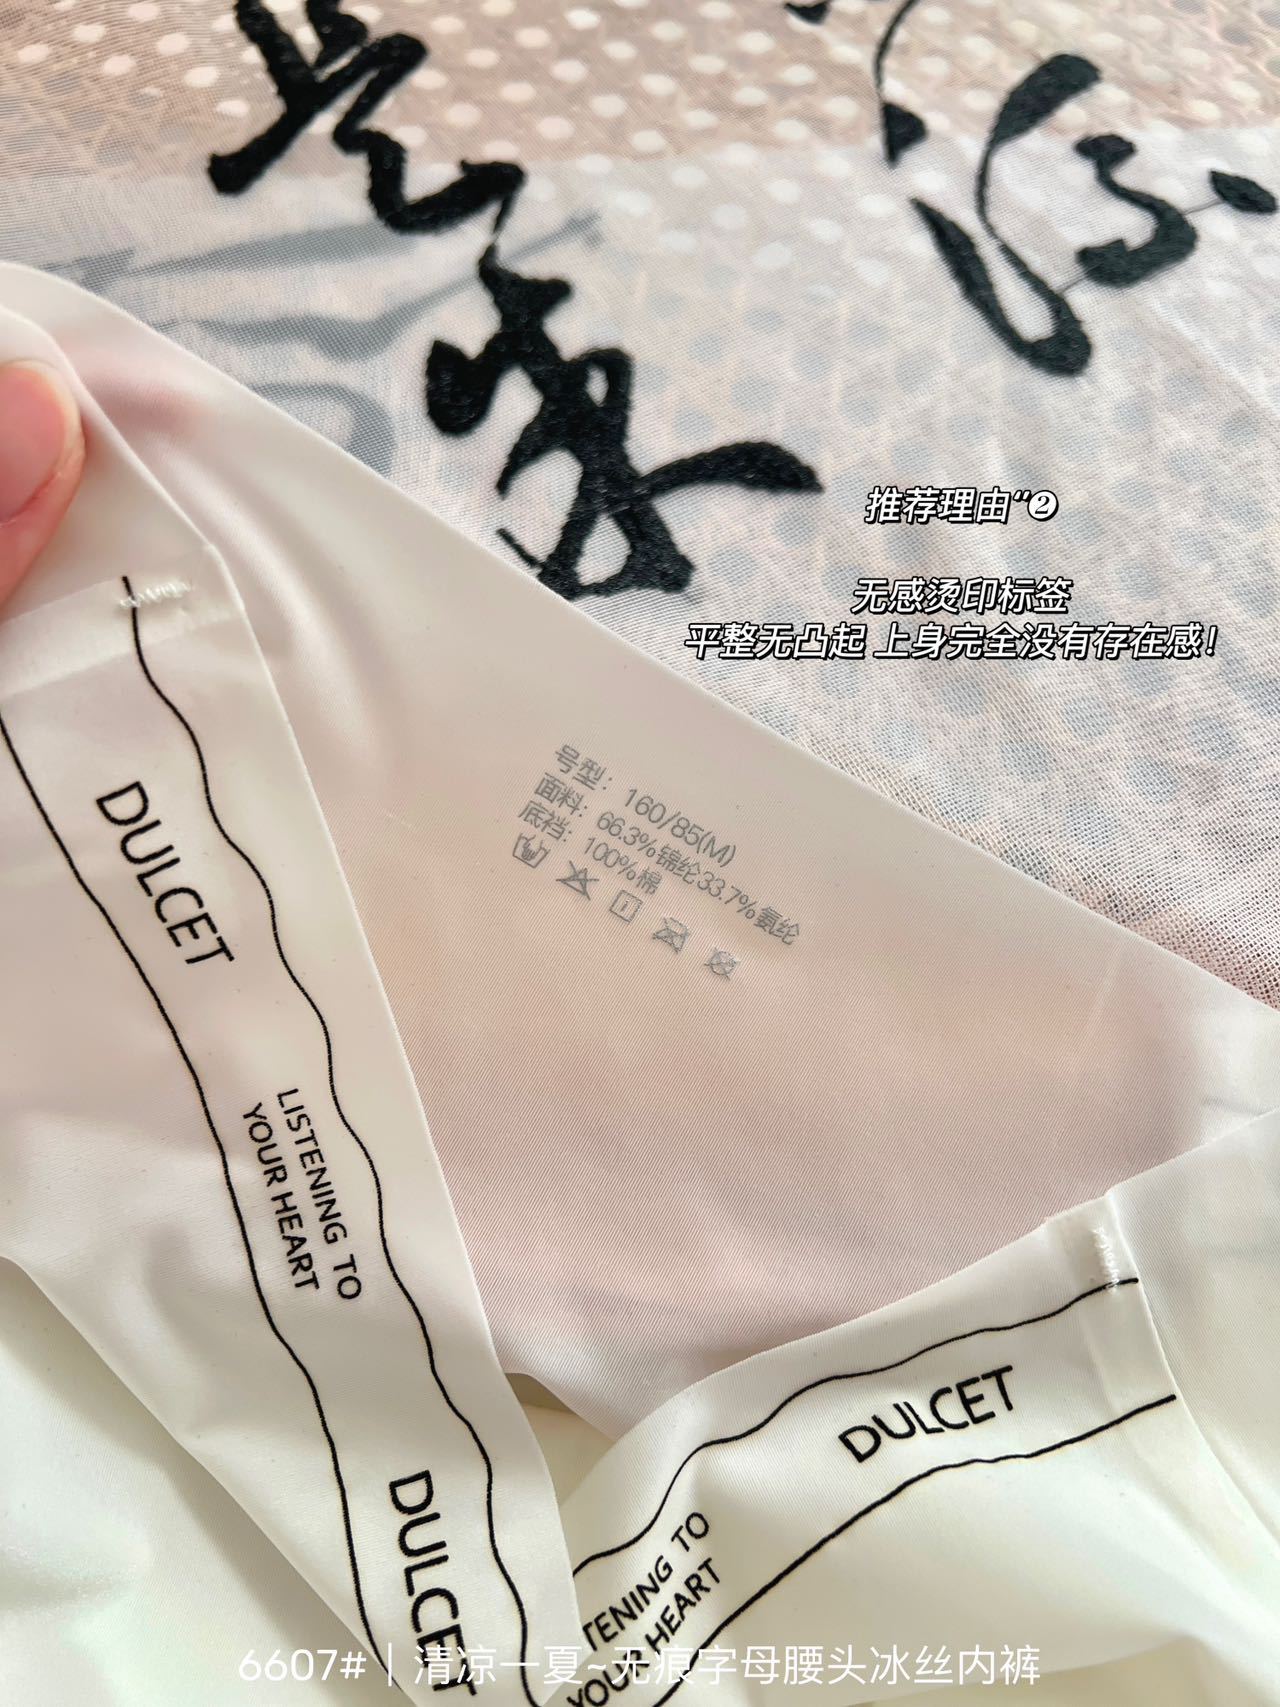 推荐理由“❷
无感烫印标签
平整无凸起 上身完全没有存在感！
号型：160/85(M)
面料：66.3%锦纶33.7%氨纶
底裆：100%棉
DULCET
LISTENING TO
YOUR HEART
DULCET
DULCET
TENING TO
YOUR HEART
6607#｜清凉一夏~无痕字母腰头冰丝内裤